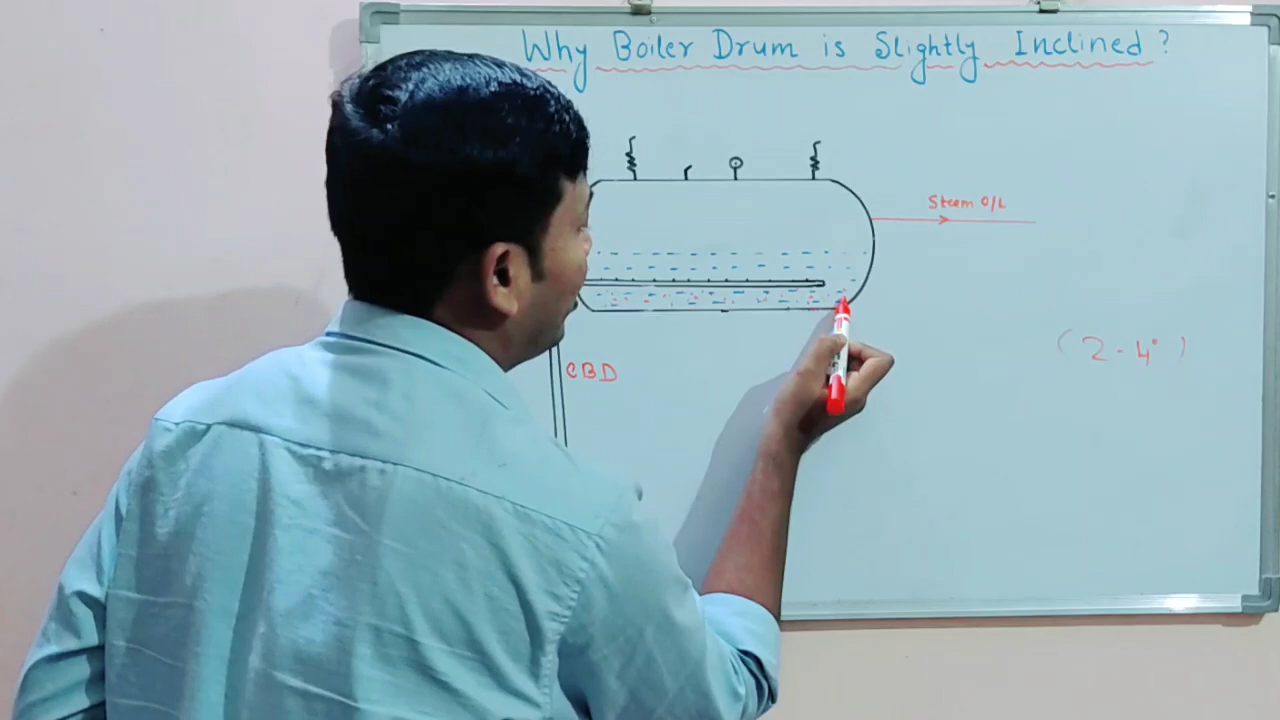 Why Boiler Drum is Slightly Inclined ?
Steam O/L
( 2 - 4° )
CBD